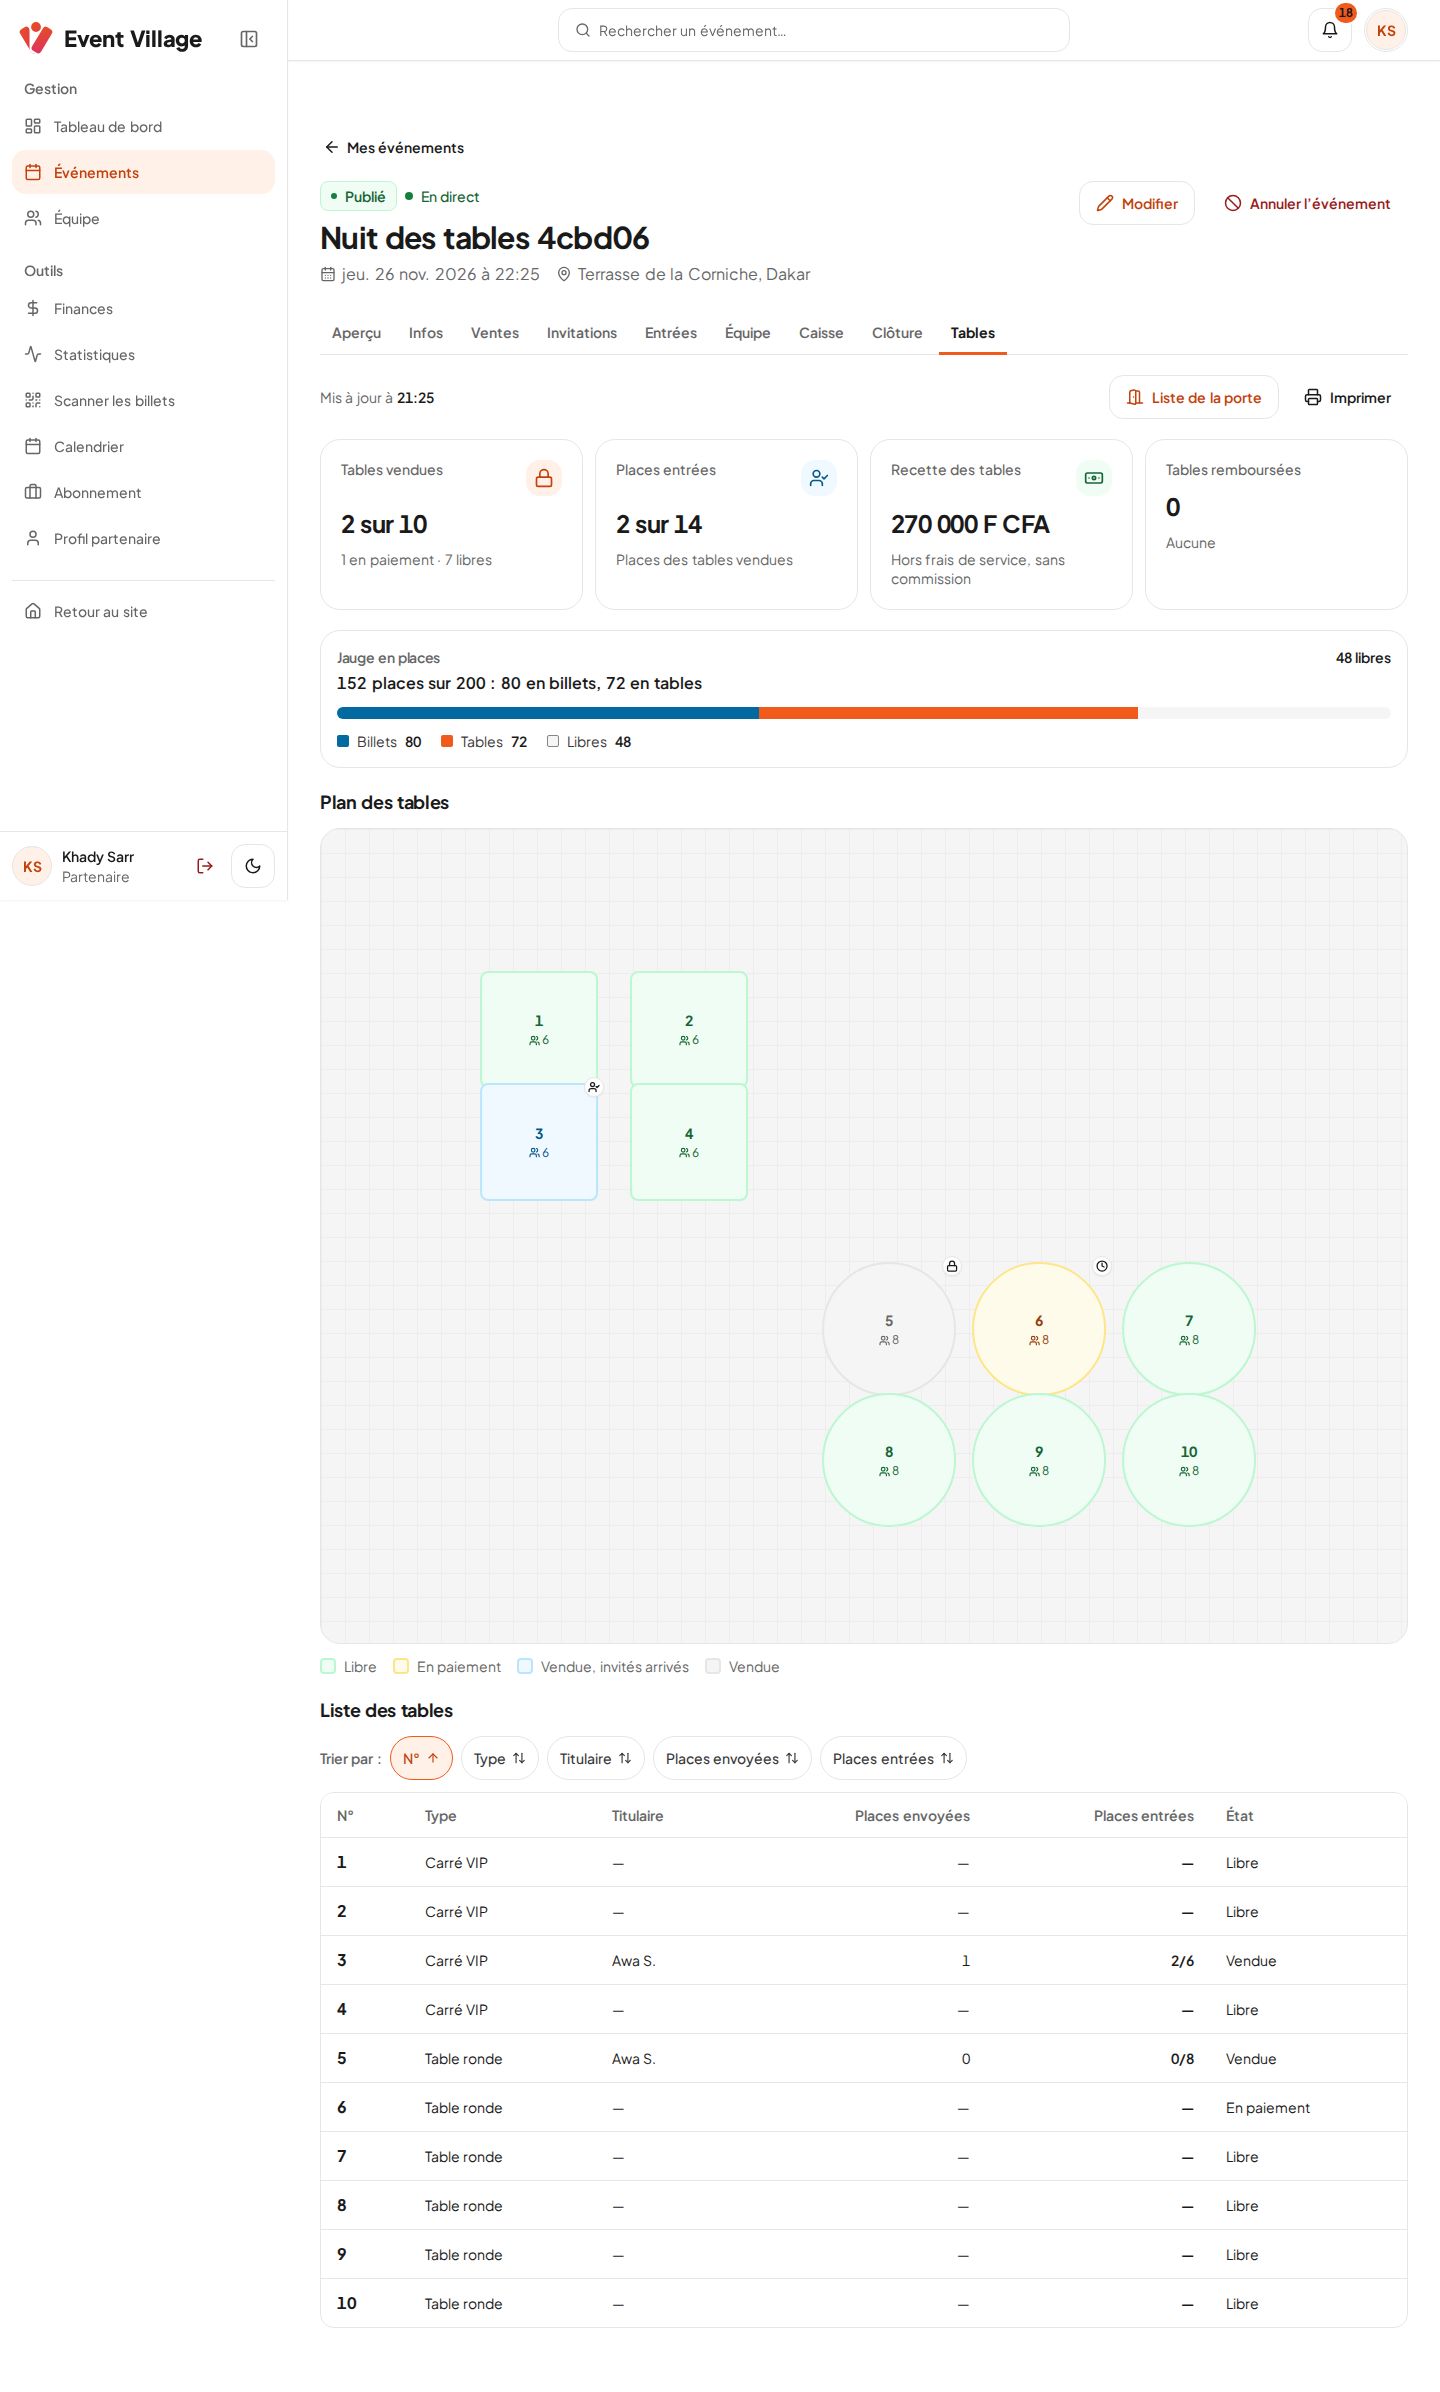 Event Village
Rechercher un événement…
18
KS
Gestion
Tableau de bord
Événements
Équipe
Outils
Finances
Statistiques
Scanner les billets
Calendrier
Abonnement
Profil partenaire
Retour au site
KS
Khady Sarr
Partenaire
Mes événements
Publié
En direct
Modifier
Annuler l’événement
Nuit des tables 4cbd06
jeu. 26 nov. 2026 à 22:25
Terrasse de la Corniche, Dakar
Aperçu Infos Ventes Invitations Entrées Équipe Caisse Clôture Tables
Mis à jour à 21:25
Liste de la porte
Imprimer
Tables vendues
2 sur 10
1 en paiement · 7 libres
Places entrées
2 sur 14
Places des tables vendues
Recette des tables
270 000 F CFA
Hors frais de service, sans
commission
Tables remboursées
0
Aucune
Jauge en places
48 libres
152 places sur 200 : 80 en billets, 72 en tables
Billets 80 Tables 72 Libres 48
Plan des tables
1
6
2
6
3
6
4
6
5
8
6
8
7
8
8
8
9
8
10
8
Libre En paiement Vendue, invités arrivés Vendue
Liste des tables
Trier par : N° Type Titulaire Places envoyées Places entrées
N° Type Titulaire Places envoyées Places entrées État
1 Carré VIP — — — Libre
2 Carré VIP — — — Libre
3 Carré VIP Awa S. 1 2/6 Vendue
4 Carré VIP — — — Libre
5 Table ronde Awa S. 0 0/8 Vendue
6 Table ronde — — — En paiement
7 Table ronde — — — Libre
8 Table ronde — — — Libre
9 Table ronde — — — Libre
10 Table ronde — — — Libre